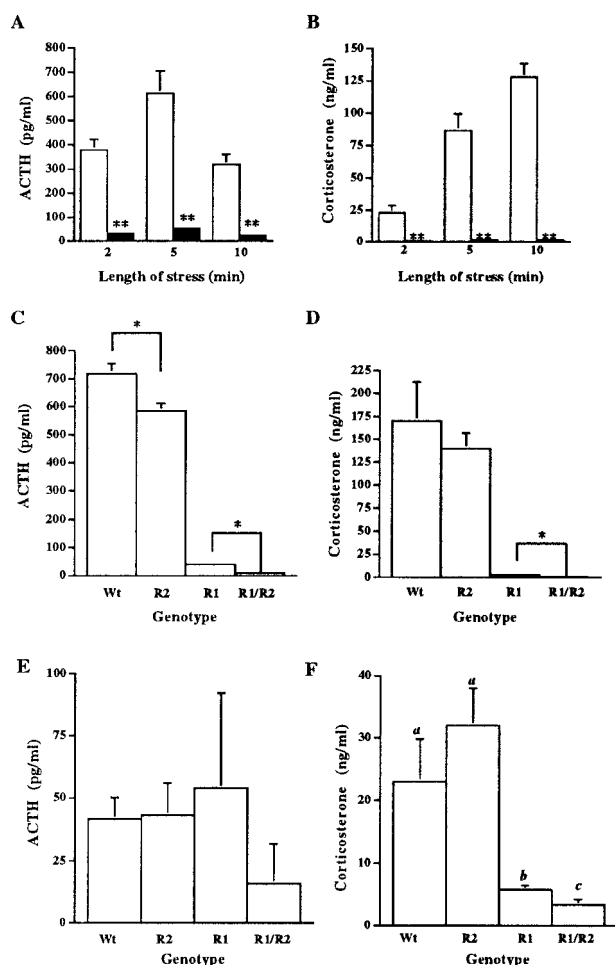 A
ACTH (pg/ml)
800
700
600
500
400
300
200
100
0
**
**
**
2
5
10
Length of stress (min)
B
Corticosterone (ng/ml)
150
125
100
75
50
25
0
**
**
**
2
5
10
Length of stress (min)
C
ACTH (pg/ml)
800
700
600
500
400
300
200
100
0
*
*
Wt
R2
R1
R1/R2
Genotype
D
Corticosterone (ng/ml)
225
200
175
150
125
100
75
50
25
0
*
Wt
R2
R1
R1/R2
Genotype
E
ACTH (pg/ml)
100
75
50
25
0
Wt
R2
R1
R1/R2
Genotype
F
Corticosterone (ng/ml)
40
30
20
10
0
a
a
b
c
Wt
R2
R1
R1/R2
Genotype